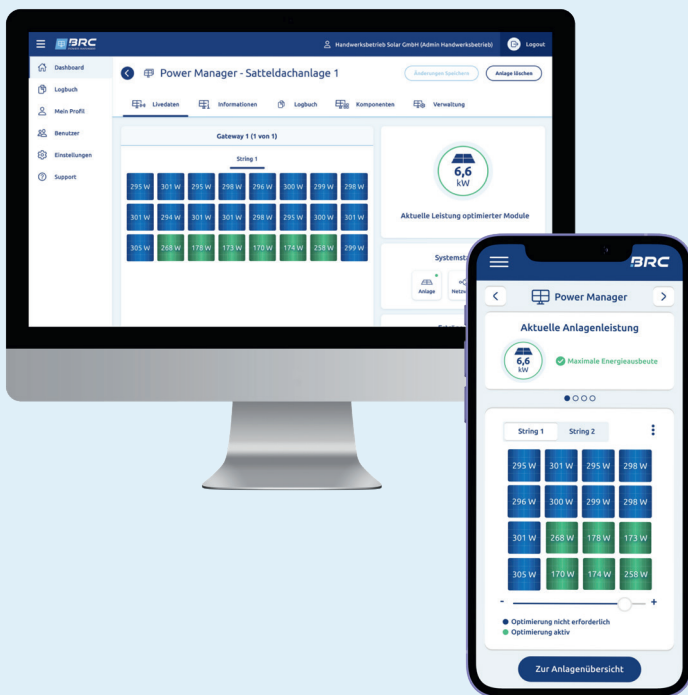 BRC
POWER MANAGER
Handwerksbetrieb Solar GmbH (Admin Handwerksbetrieb)
Logout
Dashboard
Logbuch
Mein Profil
Benutzer
Einstellungen
Support
Power Manager - Satteldachanlage 1
Änderungen Speichern
Anlage löschen
Livedaten
Informationen
Logbuch
Komponenten
Verwaltung
Gateway 1 (1 von 1)
String 1
295 W 301 W 295 W 298 W 296 W 300 W 299 W 298 W
301 W 294 W 301 W 301 W 298 W 295 W 300 W 301 W
305 W 268 W 178 W 173 W 170 W 174 W 258 W 299 W
6,6
kW
Aktuelle Leistung optimierter Module
Anlage
BRC
Power Manager
Aktuelle Anlagenleistung
6,6
kW
Maximale Energieausbeute
String 1
String 2
295 W 301 W 295 W 298 W
296 W 300 W 299 W 298 W
301 W 268 W 178 W 173 W
305 W 170 W 174 W 258 W
- +
Optimierung nicht erforderlich
Optimierung aktiv
Zur Anlagenübersicht